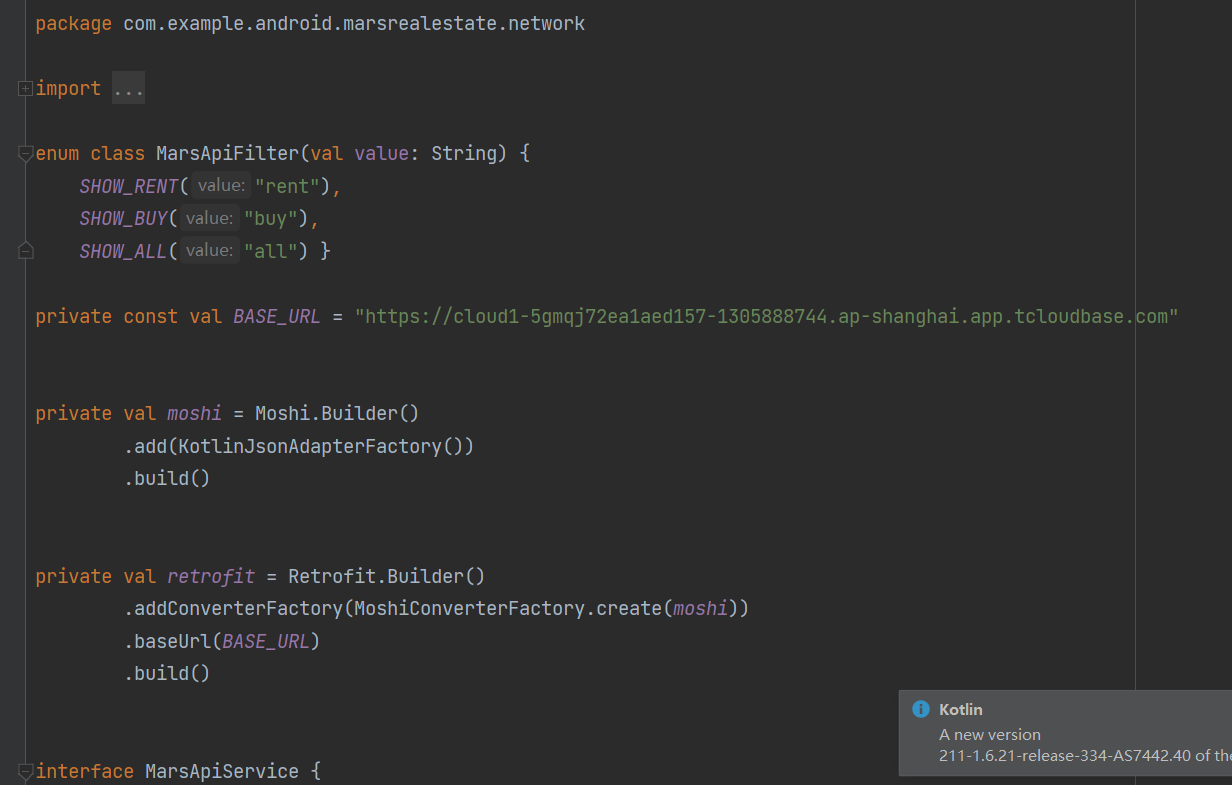 package com.example.android.marsrealestate.network
import ...
enum class MarsApiFilter(val value: String) {
SHOW_RENT( value: "rent"),
SHOW_BUY( value: "buy"),
SHOW_ALL( value: "all") }
private const val BASE_URL = "https://cloud1-5gmqj72ea1aed157-1305888744.ap-shanghai.app.tcloudbase.com"
private val moshi = Moshi.Builder()
.add(KotlinJsonAdapterFactory())
.build()
private val retrofit = Retrofit.Builder()
.addConverterFactory(MoshiConverterFactory.create(moshi))
.baseUrl(BASE_URL)
.build()
interface MarsApiService {
Kotlin
A new version
211-1.6.21-release-334-AS7442.40 of the